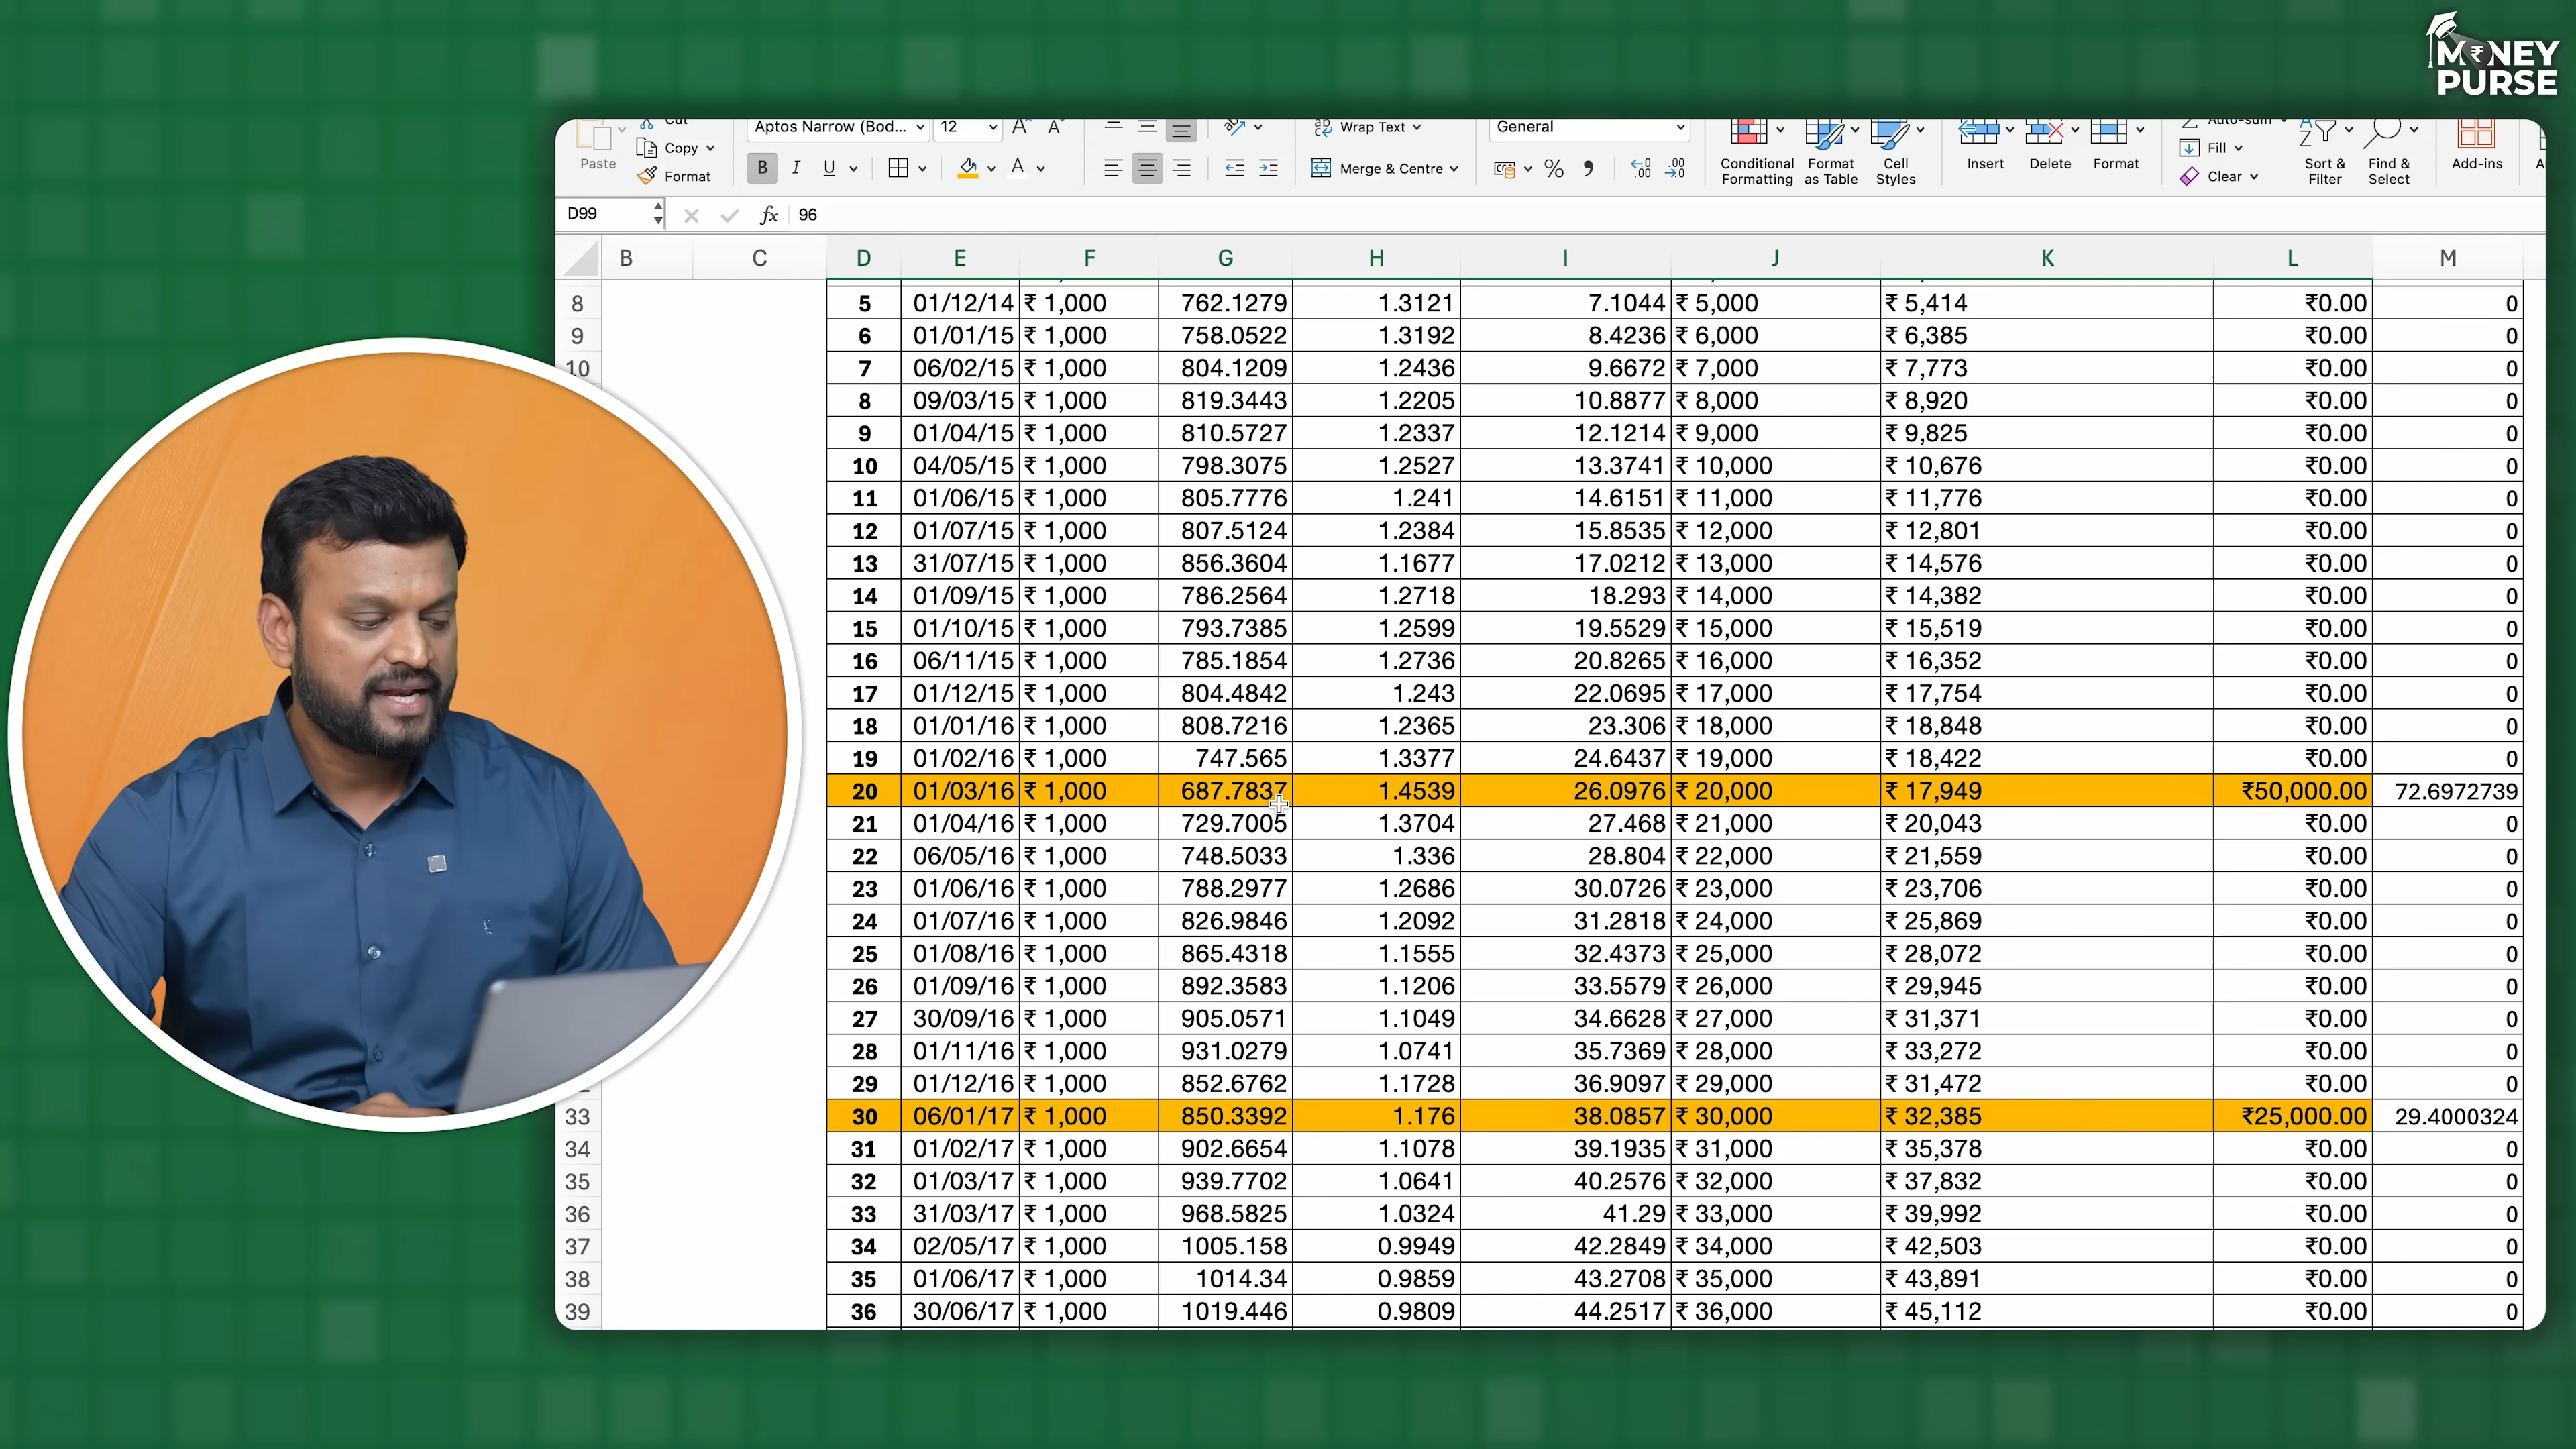 MONEY
PURSE
Paste
Copy
Format
Aptos Narrow (Bod...
12
A
A
B
I
U
A
ab
Wrap Text
Merge & Centre
General
%
Conditional
Formatting
Format
as Table
Cell
Styles
Insert
Delete
Format
Fill
Clear
Sort &
Filter
Find &
Select
Add-ins
D99
fx
96
B C D E F G H I J K L M
8 5 01/12/14 ₹ 1,000 762.1279 1.3121 7.1044 ₹ 5,000 ₹ 5,414 ₹0.00 0
9 6 01/01/15 ₹ 1,000 758.0522 1.3192 8.4236 ₹ 6,000 ₹ 6,385 ₹0.00 0
10 7 06/02/15 ₹ 1,000 804.1209 1.2436 9.6672 ₹ 7,000 ₹ 7,773 ₹0.00 0
8 09/03/15 ₹ 1,000 819.3443 1.2205 10.8877 ₹ 8,000 ₹ 8,920 ₹0.00 0
9 01/04/15 ₹ 1,000 810.5727 1.2337 12.1214 ₹ 9,000 ₹ 9,825 ₹0.00 0
10 04/05/15 ₹ 1,000 798.3075 1.2527 13.3741 ₹ 10,000 ₹ 10,676 ₹0.00 0
11 01/06/15 ₹ 1,000 805.7776 1.241 14.6151 ₹ 11,000 ₹ 11,776 ₹0.00 0
12 01/07/15 ₹ 1,000 807.5124 1.2384 15.8535 ₹ 12,000 ₹ 12,801 ₹0.00 0
13 31/07/15 ₹ 1,000 856.3604 1.1677 17.0212 ₹ 13,000 ₹ 14,576 ₹0.00 0
14 01/09/15 ₹ 1,000 786.2564 1.2718 18.293 ₹ 14,000 ₹ 14,382 ₹0.00 0
15 01/10/15 ₹ 1,000 793.7385 1.2599 19.5529 ₹ 15,000 ₹ 15,519 ₹0.00 0
16 06/11/15 ₹ 1,000 785.1854 1.2736 20.8265 ₹ 16,000 ₹ 16,352 ₹0.00 0
17 01/12/15 ₹ 1,000 804.4842 1.243 22.0695 ₹ 17,000 ₹ 17,754 ₹0.00 0
18 01/01/16 ₹ 1,000 808.7216 1.2365 23.306 ₹ 18,000 ₹ 18,848 ₹0.00 0
19 01/02/16 ₹ 1,000 747.565 1.3377 24.6437 ₹ 19,000 ₹ 18,422 ₹0.00 0
20 01/03/16 ₹ 1,000 687.7837 1.4539 26.0976 ₹ 20,000 ₹ 17,949 ₹50,000.00 72.6972739
21 01/04/16 ₹ 1,000 729.7005 1.3704 27.468 ₹ 21,000 ₹ 20,043 ₹0.00 0
22 06/05/16 ₹ 1,000 748.5033 1.336 28.804 ₹ 22,000 ₹ 21,559 ₹0.00 0
23 01/06/16 ₹ 1,000 788.2977 1.2686 30.0726 ₹ 23,000 ₹ 23,706 ₹0.00 0
24 01/07/16 ₹ 1,000 826.9846 1.2092 31.2818 ₹ 24,000 ₹ 25,869 ₹0.00 0
25 01/08/16 ₹ 1,000 865.4318 1.1555 32.4373 ₹ 25,000 ₹ 28,072 ₹0.00 0
26 01/09/16 ₹ 1,000 892.3583 1.1206 33.5579 ₹ 26,000 ₹ 29,945 ₹0.00 0
27 30/09/16 ₹ 1,000 905.0571 1.1049 34.6628 ₹ 27,000 ₹ 31,371 ₹0.00 0
28 01/11/16 ₹ 1,000 931.0279 1.0741 35.7369 ₹ 28,000 ₹ 33,272 ₹0.00 0
29 01/12/16 ₹ 1,000 852.6762 1.1728 36.9097 ₹ 29,000 ₹ 31,472 ₹0.00 0
33 30 06/01/17 ₹ 1,000 850.3392 1.176 38.0857 ₹ 30,000 ₹ 32,385 ₹25,000.00 29.4000324
34 31 01/02/17 ₹ 1,000 902.6654 1.1078 39.1935 ₹ 31,000 ₹ 35,378 ₹0.00 0
35 32 01/03/17 ₹ 1,000 939.7702 1.0641 40.2576 ₹ 32,000 ₹ 37,832 ₹0.00 0
36 33 31/03/17 ₹ 1,000 968.5825 1.0324 41.29 ₹ 33,000 ₹ 39,992 ₹0.00 0
37 34 02/05/17 ₹ 1,000 1005.158 0.9949 42.2849 ₹ 34,000 ₹ 42,503 ₹0.00 0
38 35 01/06/17 ₹ 1,000 1014.34 0.9859 43.2708 ₹ 35,000 ₹ 43,891 ₹0.00 0
39 36 30/06/17 ₹ 1,000 1019.446 0.9809 44.2517 ₹ 36,000 ₹ 45,112 ₹0.00 0